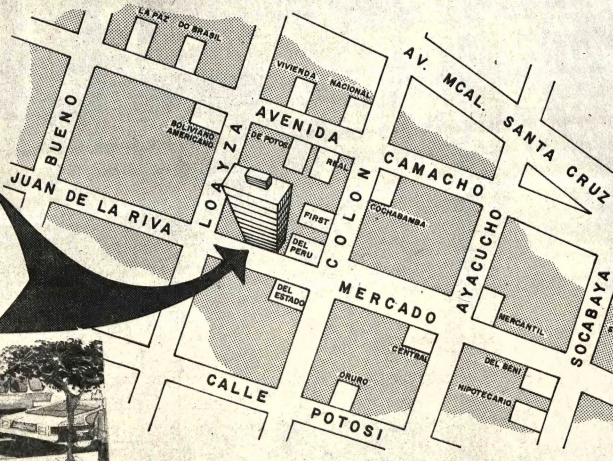 LA PAZ
DO BRASIL
VIVIENDA
NACIONAL
AV. MCAL. SANTA CRUZ
BUENO
BOLIVIANO
AMERICANO
LOAYZA
AVENIDA CAMACHO
DE POTOSI
REAL
JUAN DE LA RIVA
COLON
COCHABAMBA
FIRST
DEL
PERU
AYACUCHO
SOCABAYA
DEL
ESTADO
MERCADO
MERCANTIL
CENTRAL
DEL BENI
HIPOTECARIO
ORURO
CALLE POTOSI